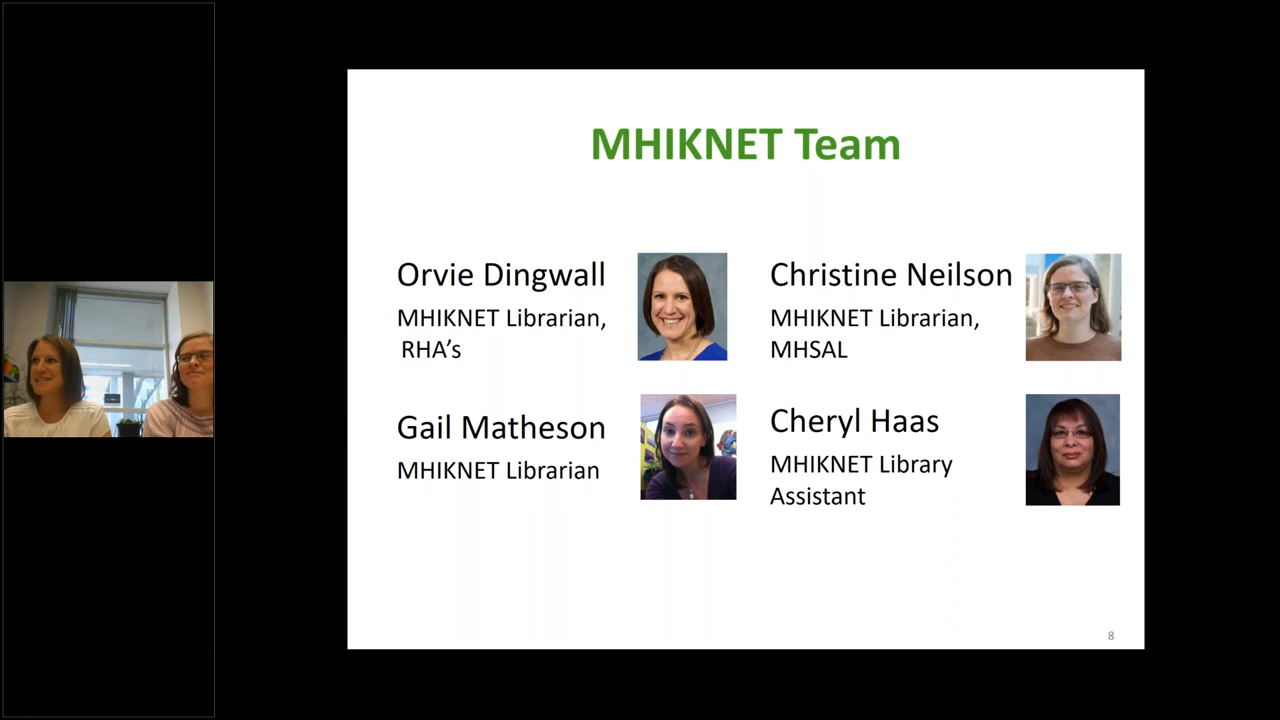 MHIKNET Team
Orvie Dingwall
MHIKNET Librarian,
RHA’s
Christine Neilson
MHIKNET Librarian,
MHSAL
Gail Matheson
MHIKNET Librarian
Cheryl Haas
MHIKNET Library
Assistant
8